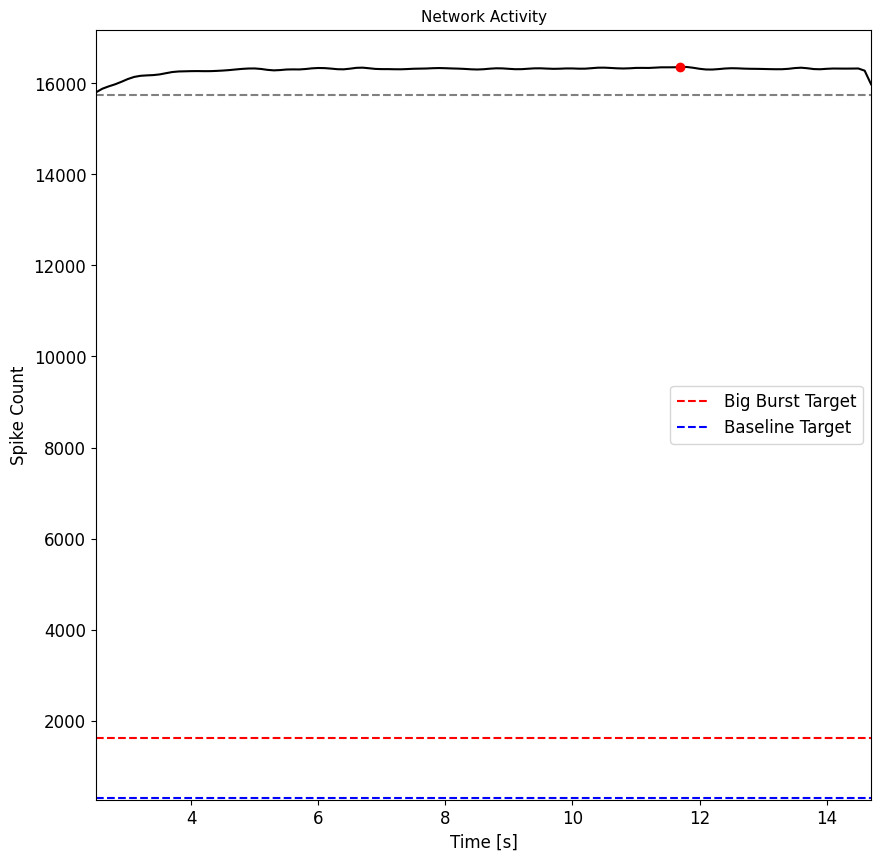 Network Activity
16000
14000
12000
10000
8000
6000
4000
2000
Spike Count
Big Burst Target
Baseline Target
4 6 8 10 12 14
Time [s]